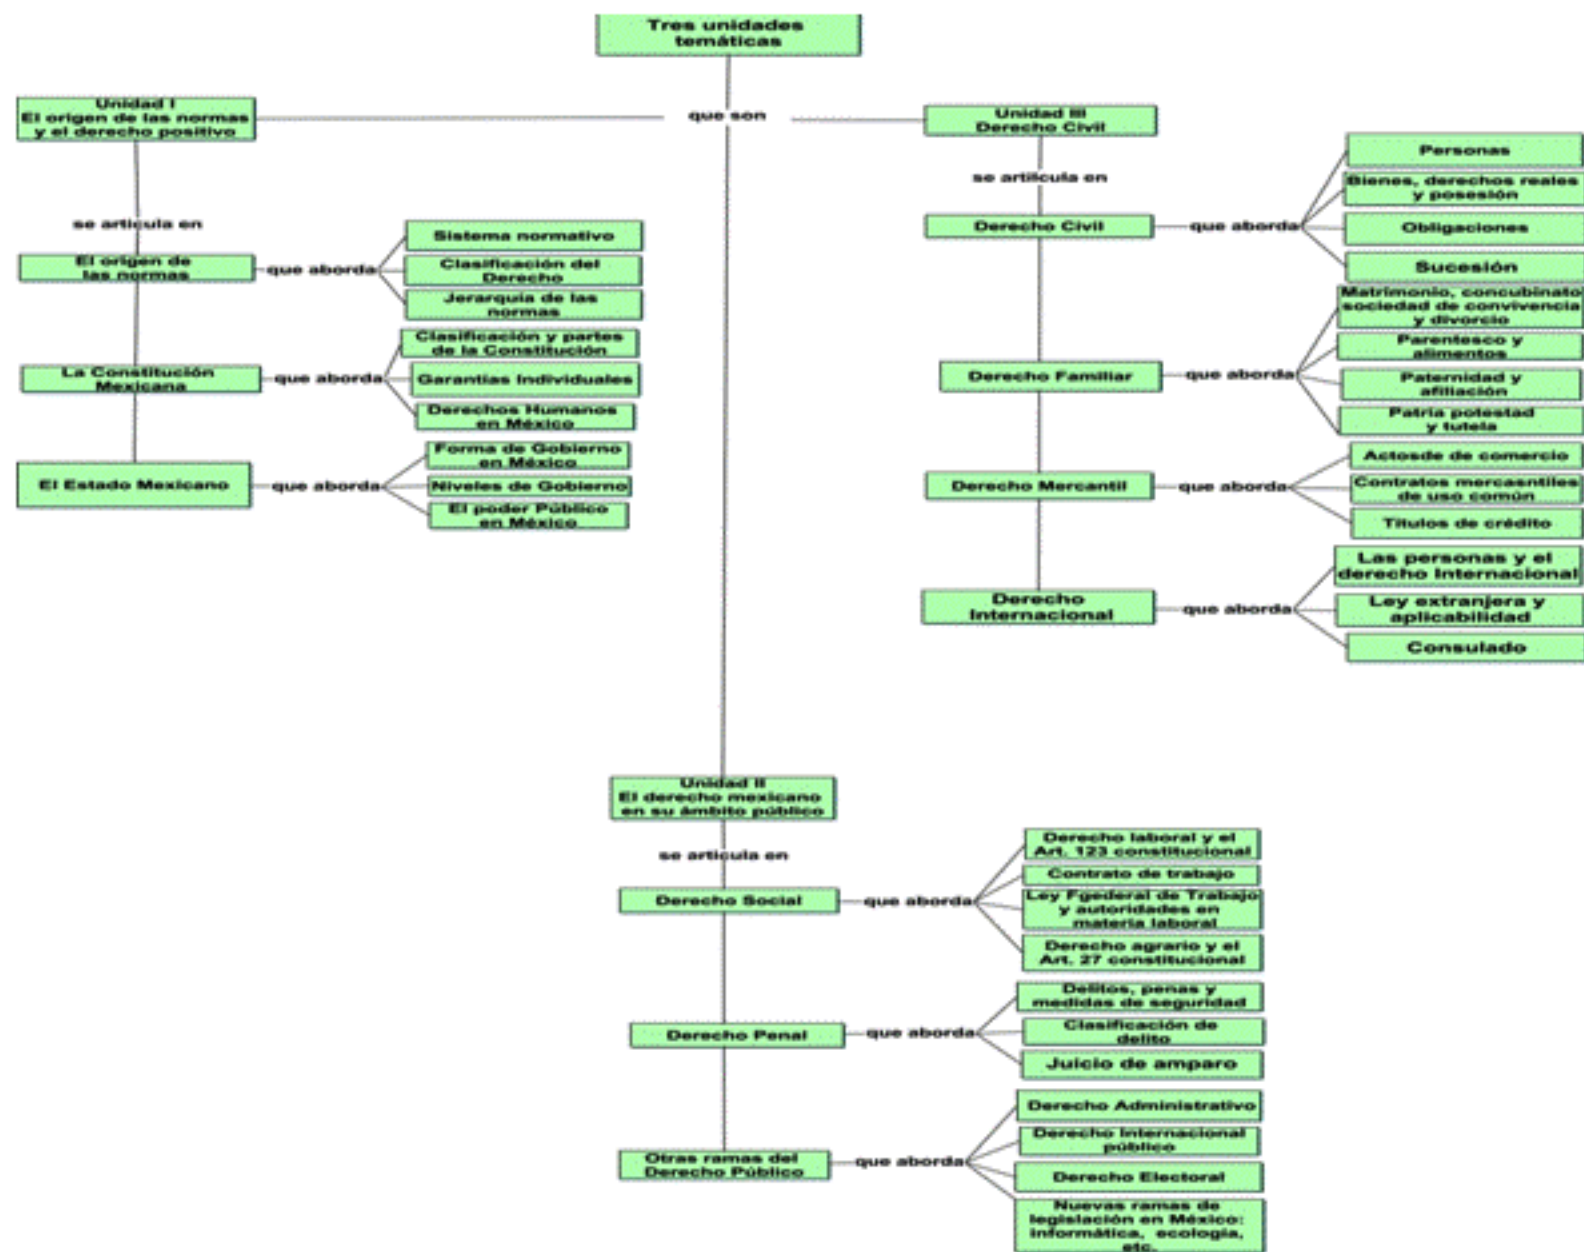 Tres unidades
temáticas
que son
Unidad I
El origen de las normas
y el derecho positivo
se articula en
El origen de
las normas
que aborda
Sistema normativo
Clasificación del
Derecho
Jerarquía de las
normas
La Constitución
Mexicana
que aborda
Clasificación y partes
de la Constitución
Garantías Individuales
Derechos Humanos
en México
El Estado Mexicano
que aborda
Forma de Gobierno
en México
Niveles de Gobierno
El poder Público
en México
Unidad III
Derecho Civil
se artilcula en
Derecho Civil
que aborda
Personas
Bienes, derechos reales
y posesión
Obligaciones
Sucesión
Derecho Familiar
que aborda
Matrimonio, concubinato
sociedad de convivencia
y divorcio
Parentesco y
alimentos
Paternidad y
afiliación
Patria potestad
y tutela
Derecho Mercantil
que aborda
Actosde de comercio
Contratos mercasntiles
de uso común
Títulos de crédito
Derecho
Internacional
que aborda
Las personas y el
derecho Internacional
Ley extranjera y
aplicabilidad
Consulado
Unidad II
El derecho mexicano
en su ámbito público
se articula en
Derecho Social
que aborda
Derecho laboral y el
Art. 123 constitucional
Contrato de trabajo
Ley Fgederal de Trabajo
y autoridades en
materia laboral
Derecho agrario y el
Art. 27 constitucional
Derecho Penal
que aborda
Delitos, penas y
medidas de seguridad
Clasificación de
delito
Juicio de amparo
Otras ramas del
Derecho Público
que aborda
Derecho Administrativo
Derecho Internacional
público
Derecho Electoral
Nuevas ramas de
legislación en México:
informática, ecología,
etc.